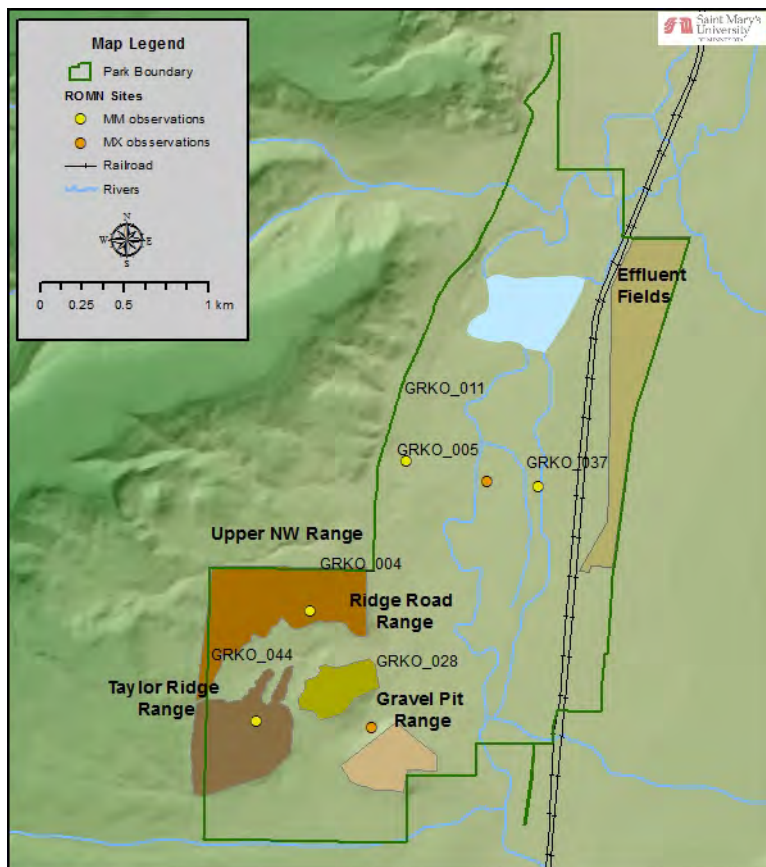 Map Legend
Park Boundary
ROMN Sites
MM observations
MX obsservations
Railroad
Rivers
N
W E
S
0 0.25 0.5 1 km
Saint Mary's
University
Effluent
Fields
GRKO_011
GRKO_005
GRKO_037
Upper NW Range
GRKO_004
Ridge Road
Range
GRKO_044
GRKO_028
Taylor Ridge
Range
Gravel Pit
Range